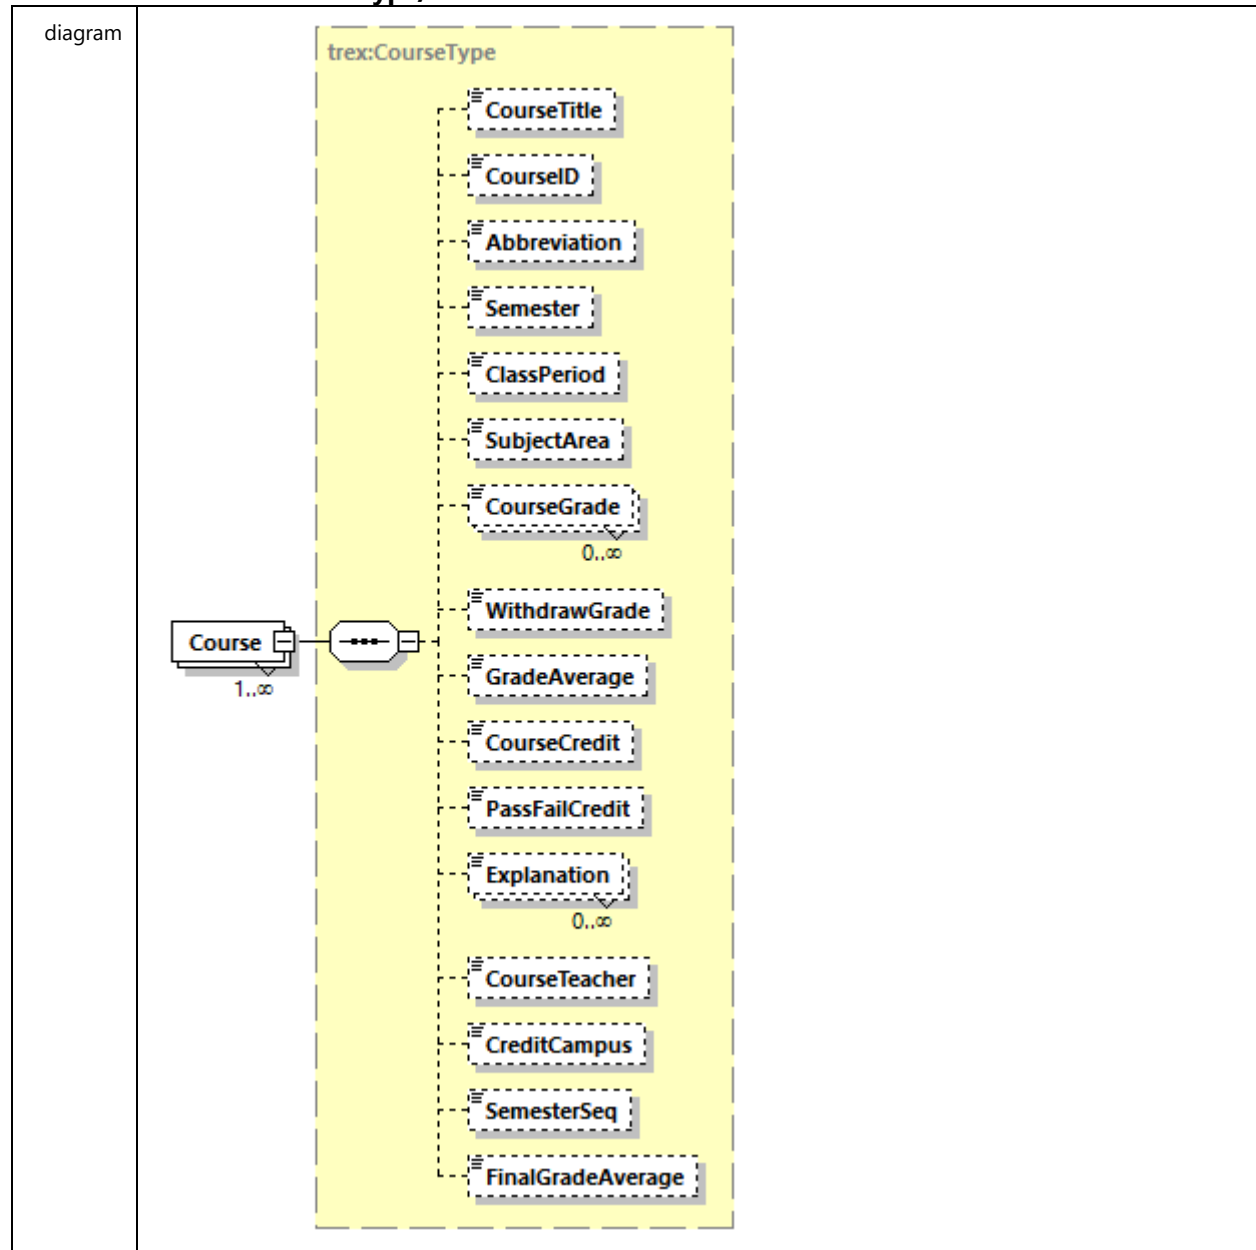 diagram
trex:CourseType
CourseTitle
CourseID
Abbreviation
Semester
ClassPeriod
SubjectArea
CourseGrade
0..∞
WithdrawGrade
Course
1..∞
GradeAverage
CourseCredit
PassFailCredit
Explanation
0..∞
CourseTeacher
CreditCampus
SemesterSeq
FinalGradeAverage